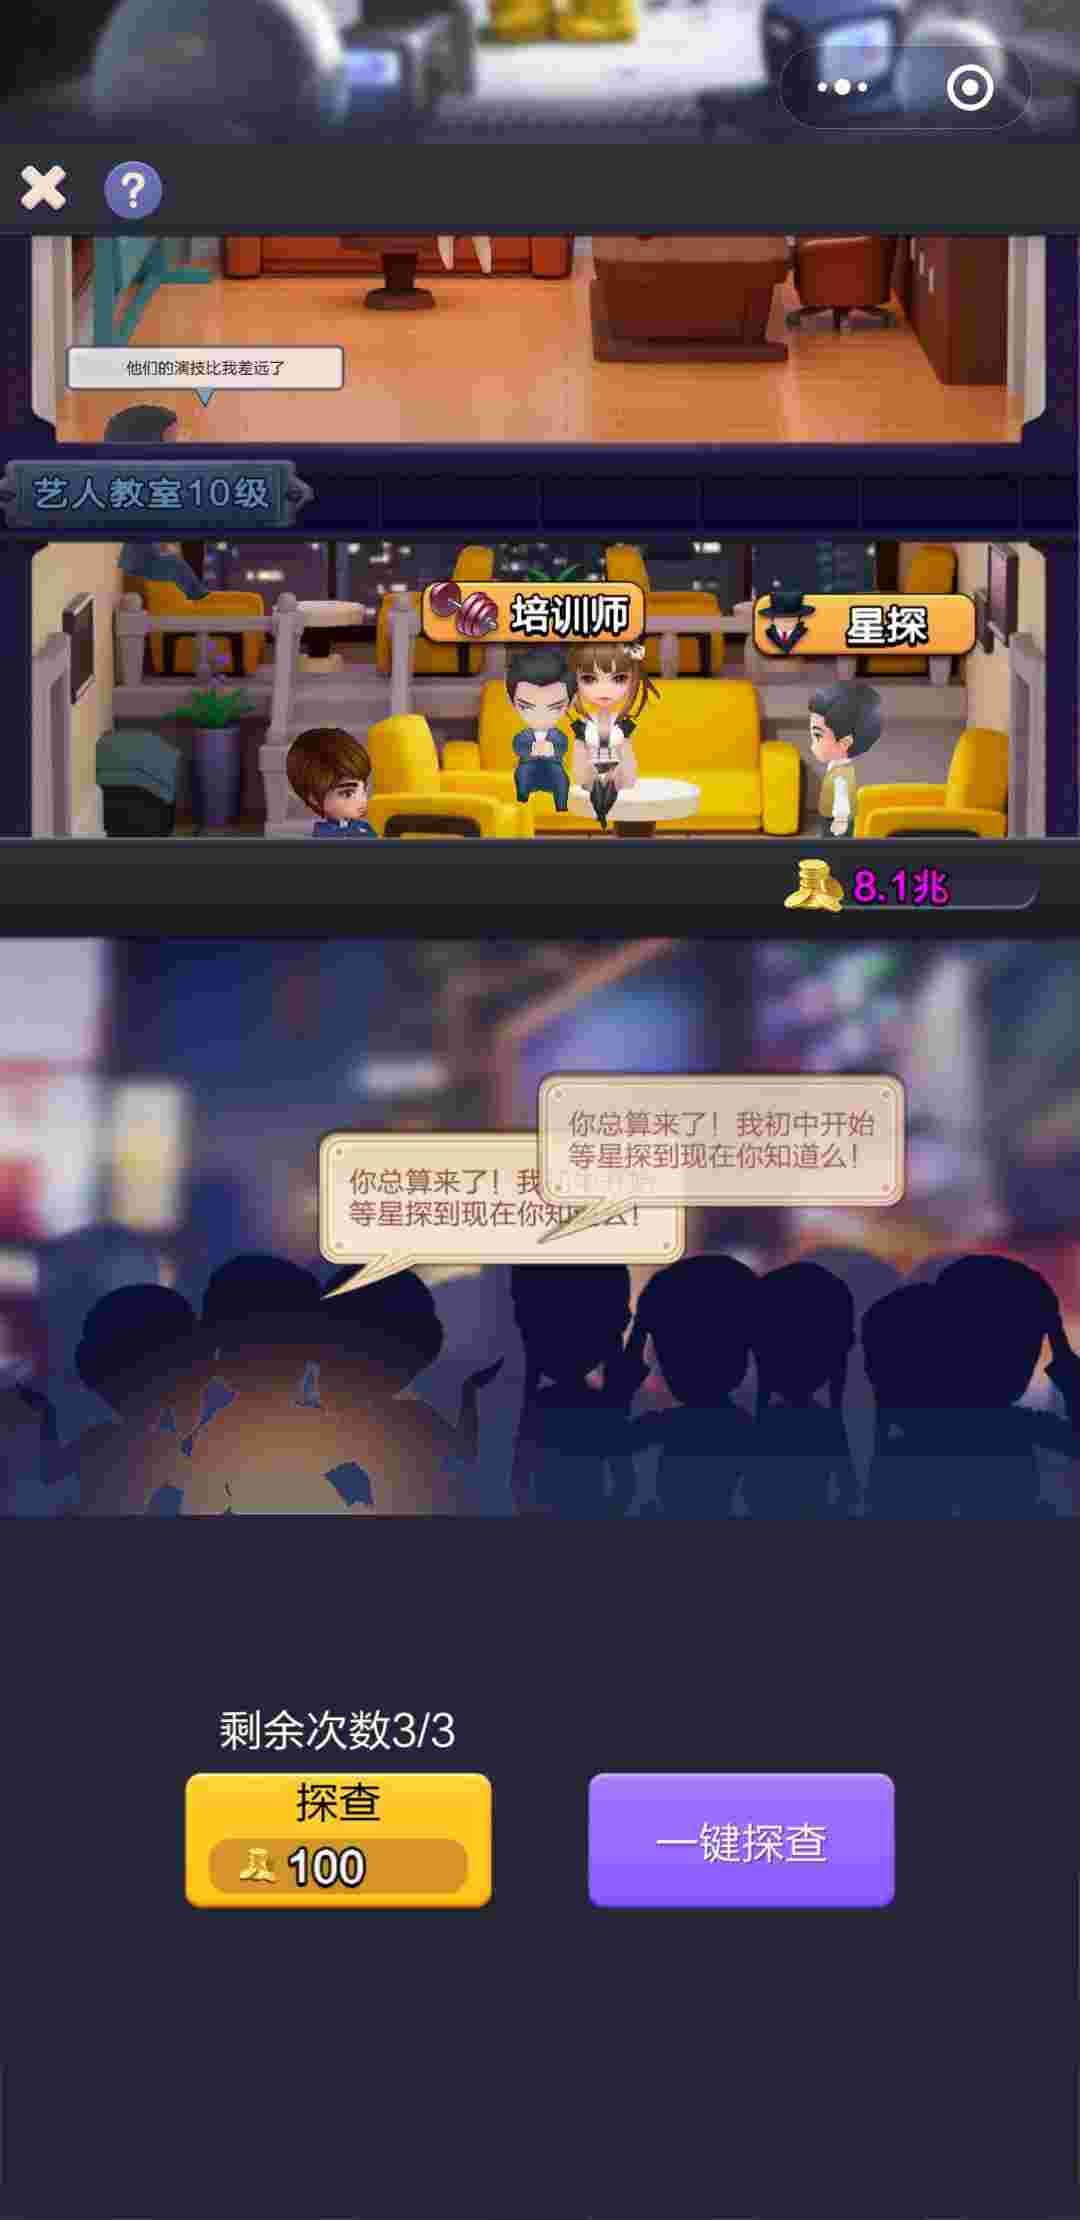 ?
他们的演技比我差远了
艺人教室10级
培训师
星探
8.1兆
你总算来了！我初中开始
等星探到现在你知道么！
你总算来了！我
等星探到现在你知
么！
剩余次数3/3
探查
100
一键探查